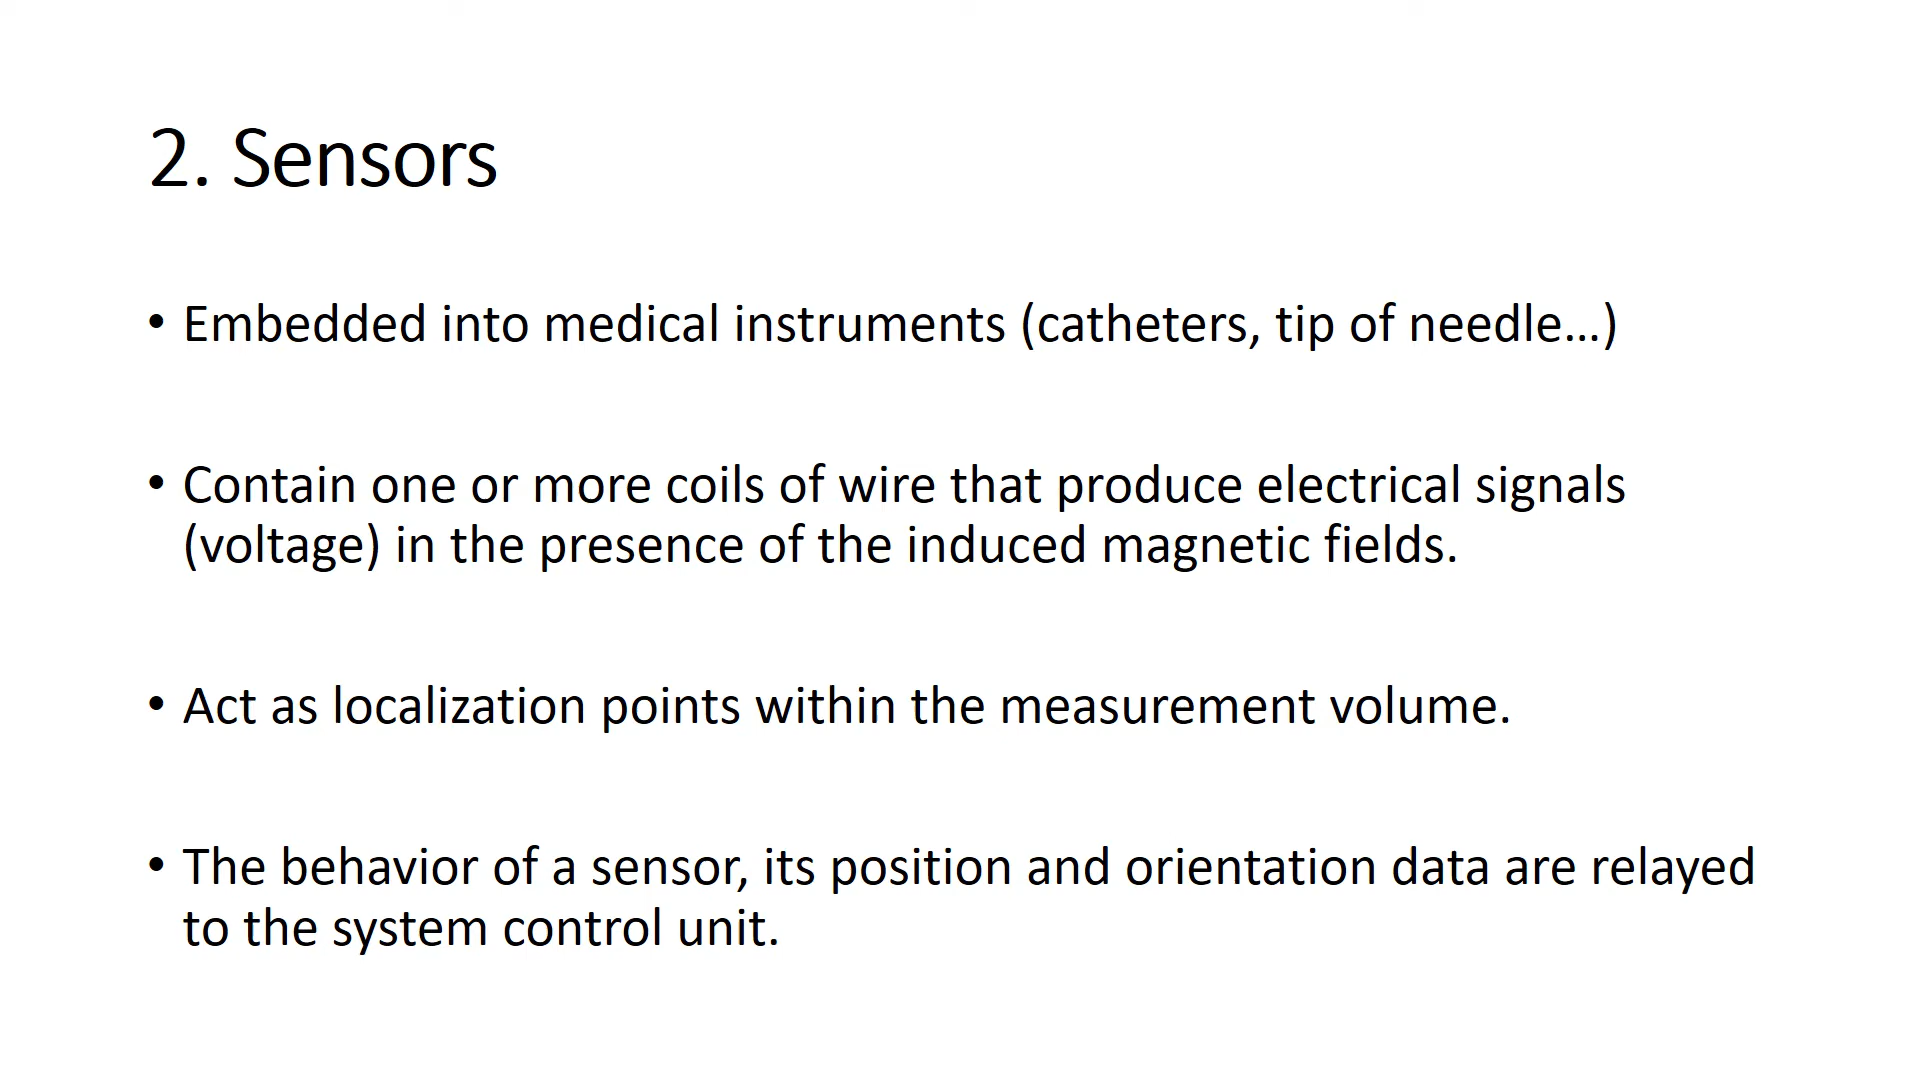 2. Sensors
• Embedded into medical instruments (catheters, tip of needle...)
• Contain one or more coils of wire that produce electrical signals
(voltage) in the presence of the induced magnetic fields.
• Act as localization points within the measurement volume.
• The behavior of a sensor, its position and orientation data are relayed
to the system control unit.